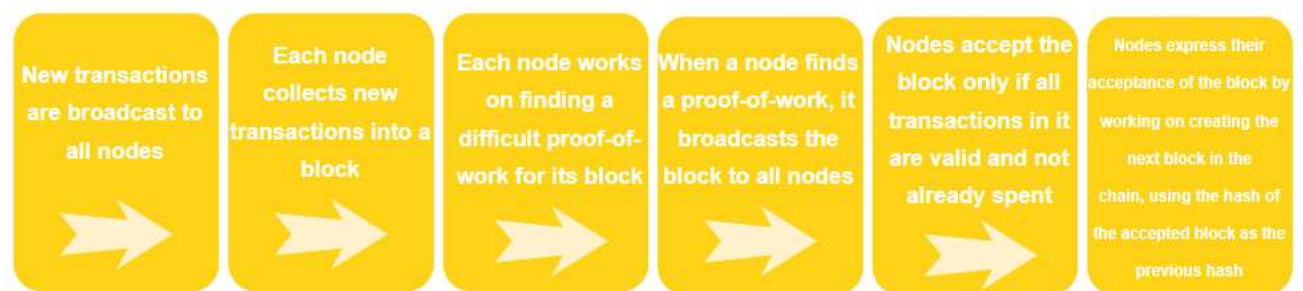 New transactions
are broadcast to
all nodes
Each node
collects new
transactions into a
block
Each node works
on finding a
difficult proof-of-
work for its block
When a node finds
a proof-of-work, it
broadcasts the
block to all nodes
Nodes accept the
block only if all
transactions in it
are valid and not
already spent
Nodes express their
acceptance of the block by
working on creating the
next block in the
chain, using the hash of
the accepted block as the
previous hash